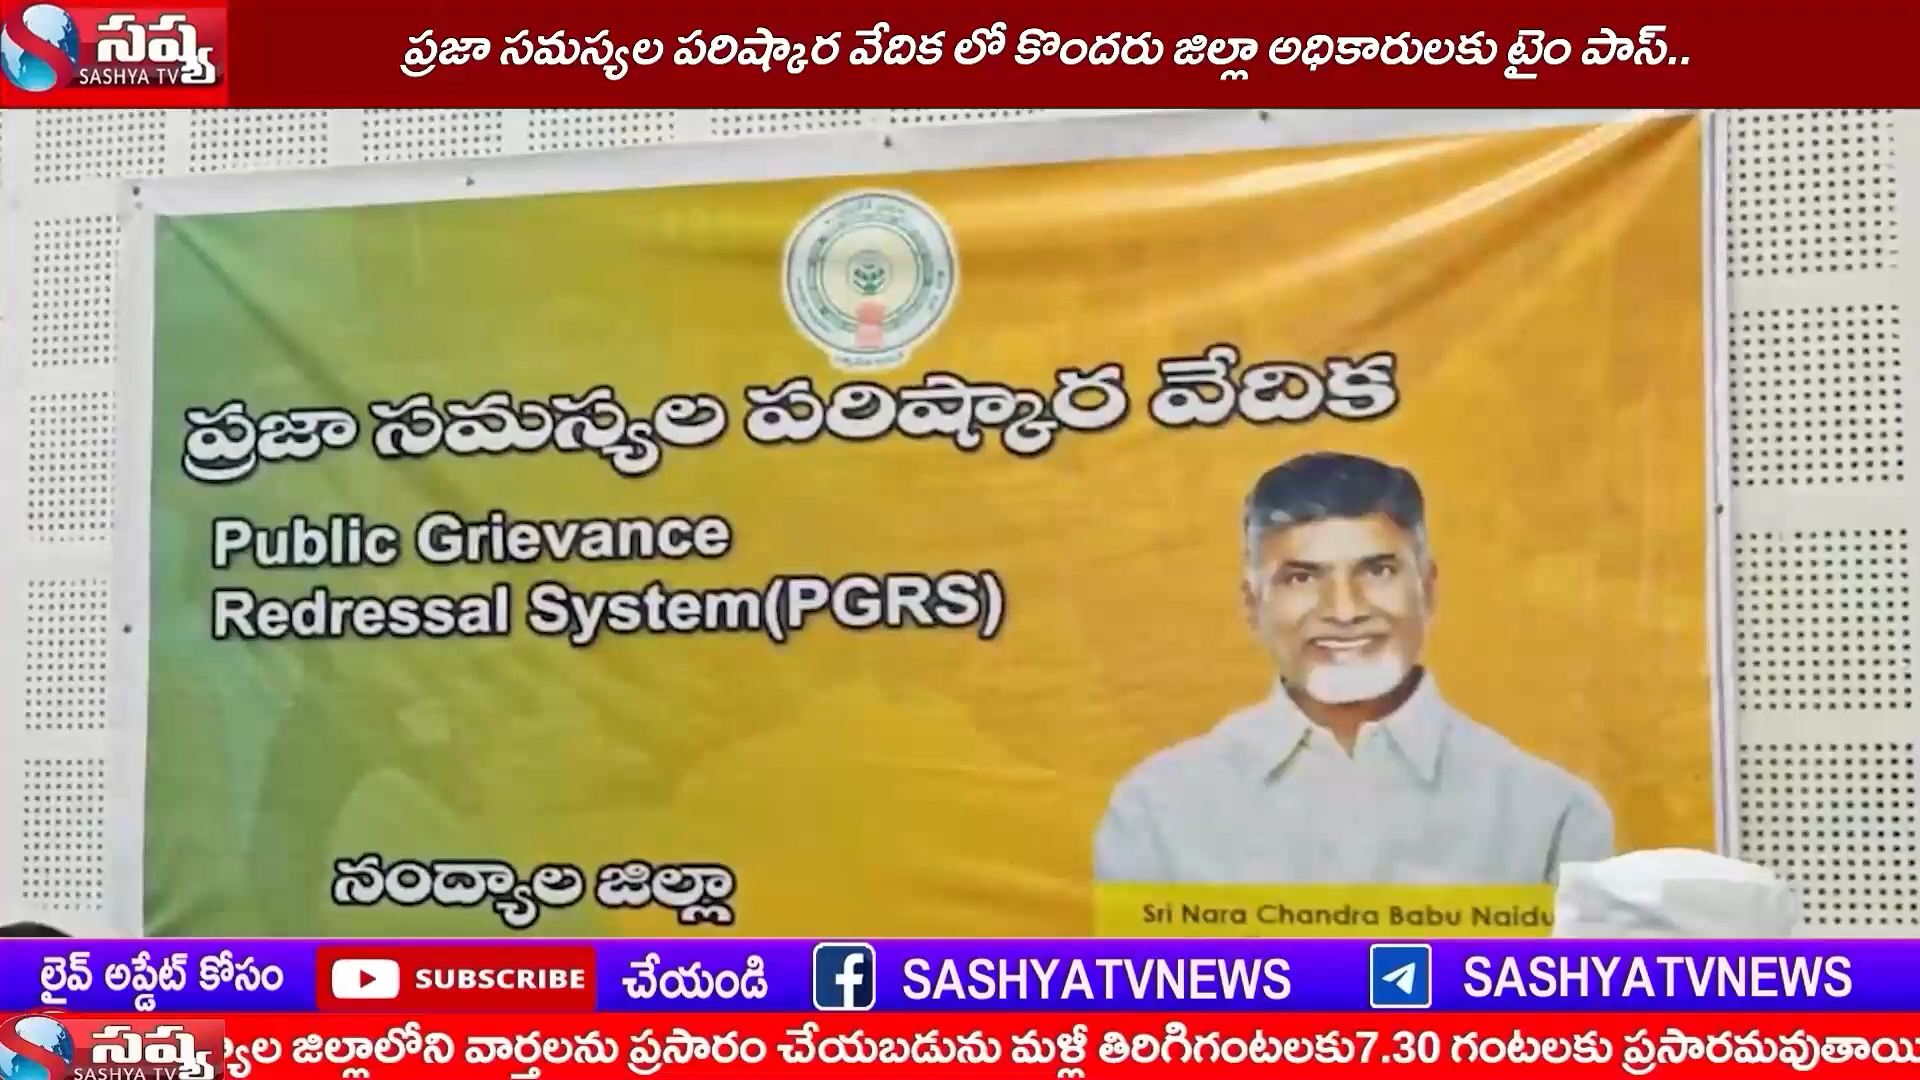 సష్య
SASHYA TV
ప్రజా సమస్యల పరిష్కార వేదిక లో కొందరు జిల్లా అధికారులకు టైం పాస్..
ప్రజా సమస్యల పరిష్కార వేదిక
Public Grievance
Redressal System(PGRS)
నంద్యాల జిల్లా
Sri Nara Chandra Babu Naidu
లైవ్ అప్డేట్ కోసం SUBSCRIBE చేయండి SASHYATVNEWS SASHYATVNEWS
సష్య
SASHYA TV
జిల్లాలోని వార్తలను ప్రసారం చేయబడును మళ్లీ తిరిగిగంటలకు7.30 గంటలకు